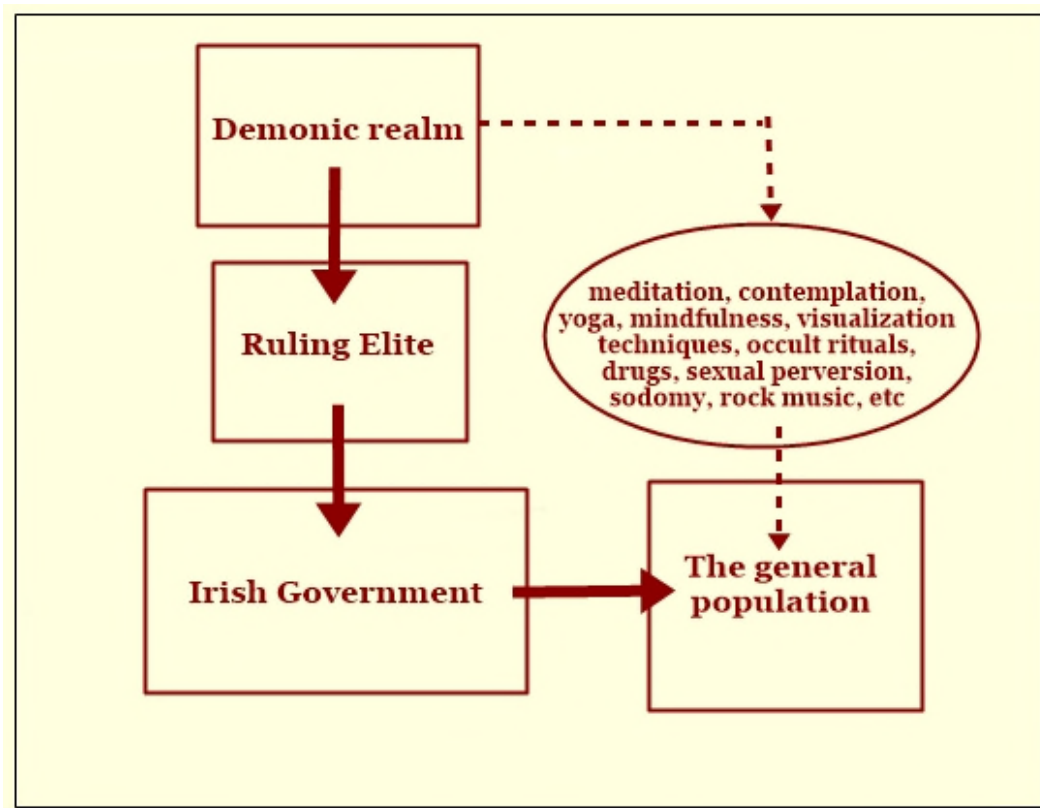 Demonic realm
Ruling Elite
Irish Government
meditation, contemplation,
yoga, mindfulness, visualization
techniques, occult rituals,
drugs, sexual perversion,
sodomy, rock music, etc
The general
population